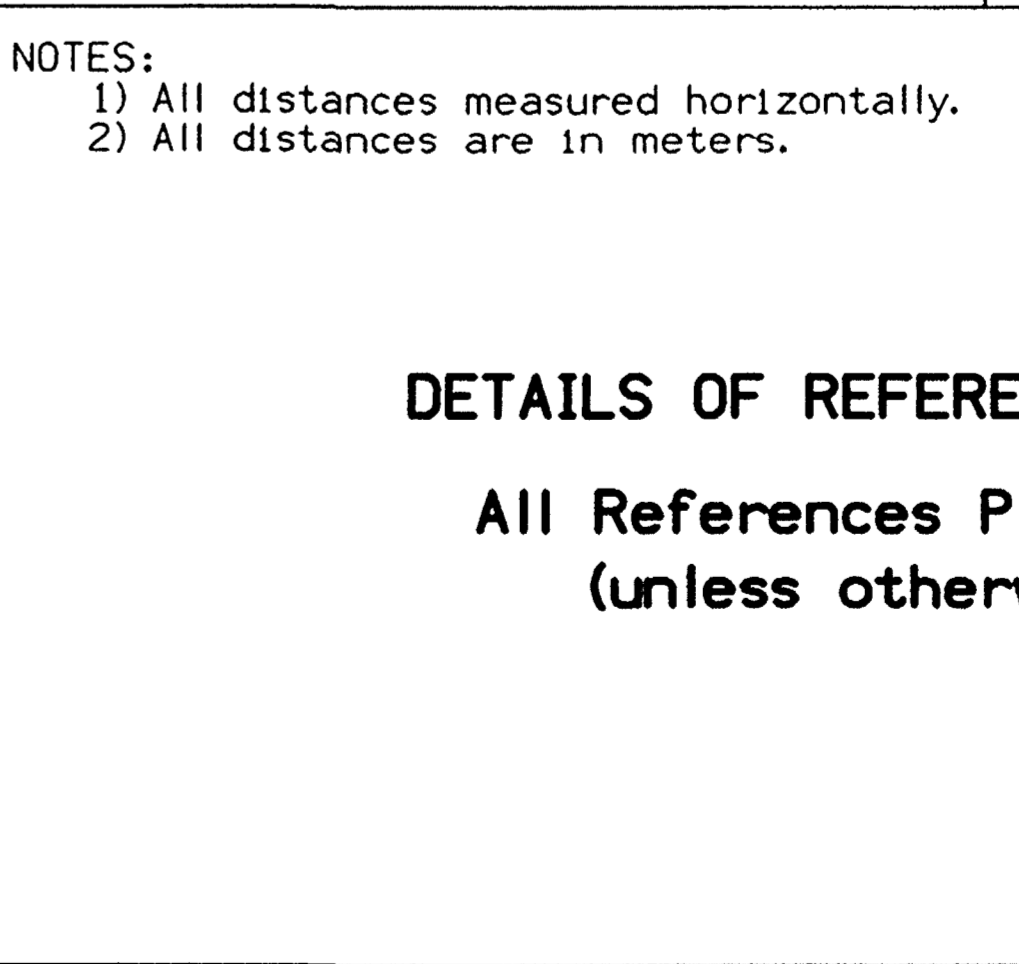 NOTES:
1) All distances measured horizontally.
2) All distances are in meters.
DETAILS OF REFERE
All References P
(unless other